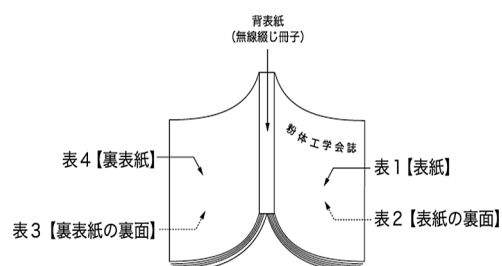 背表紙
（無線綴じ冊子）
粉体工学会誌
表4【裏表紙】
表1【表紙】
表3【裏表紙の裏面】
表2【表紙の裏面】